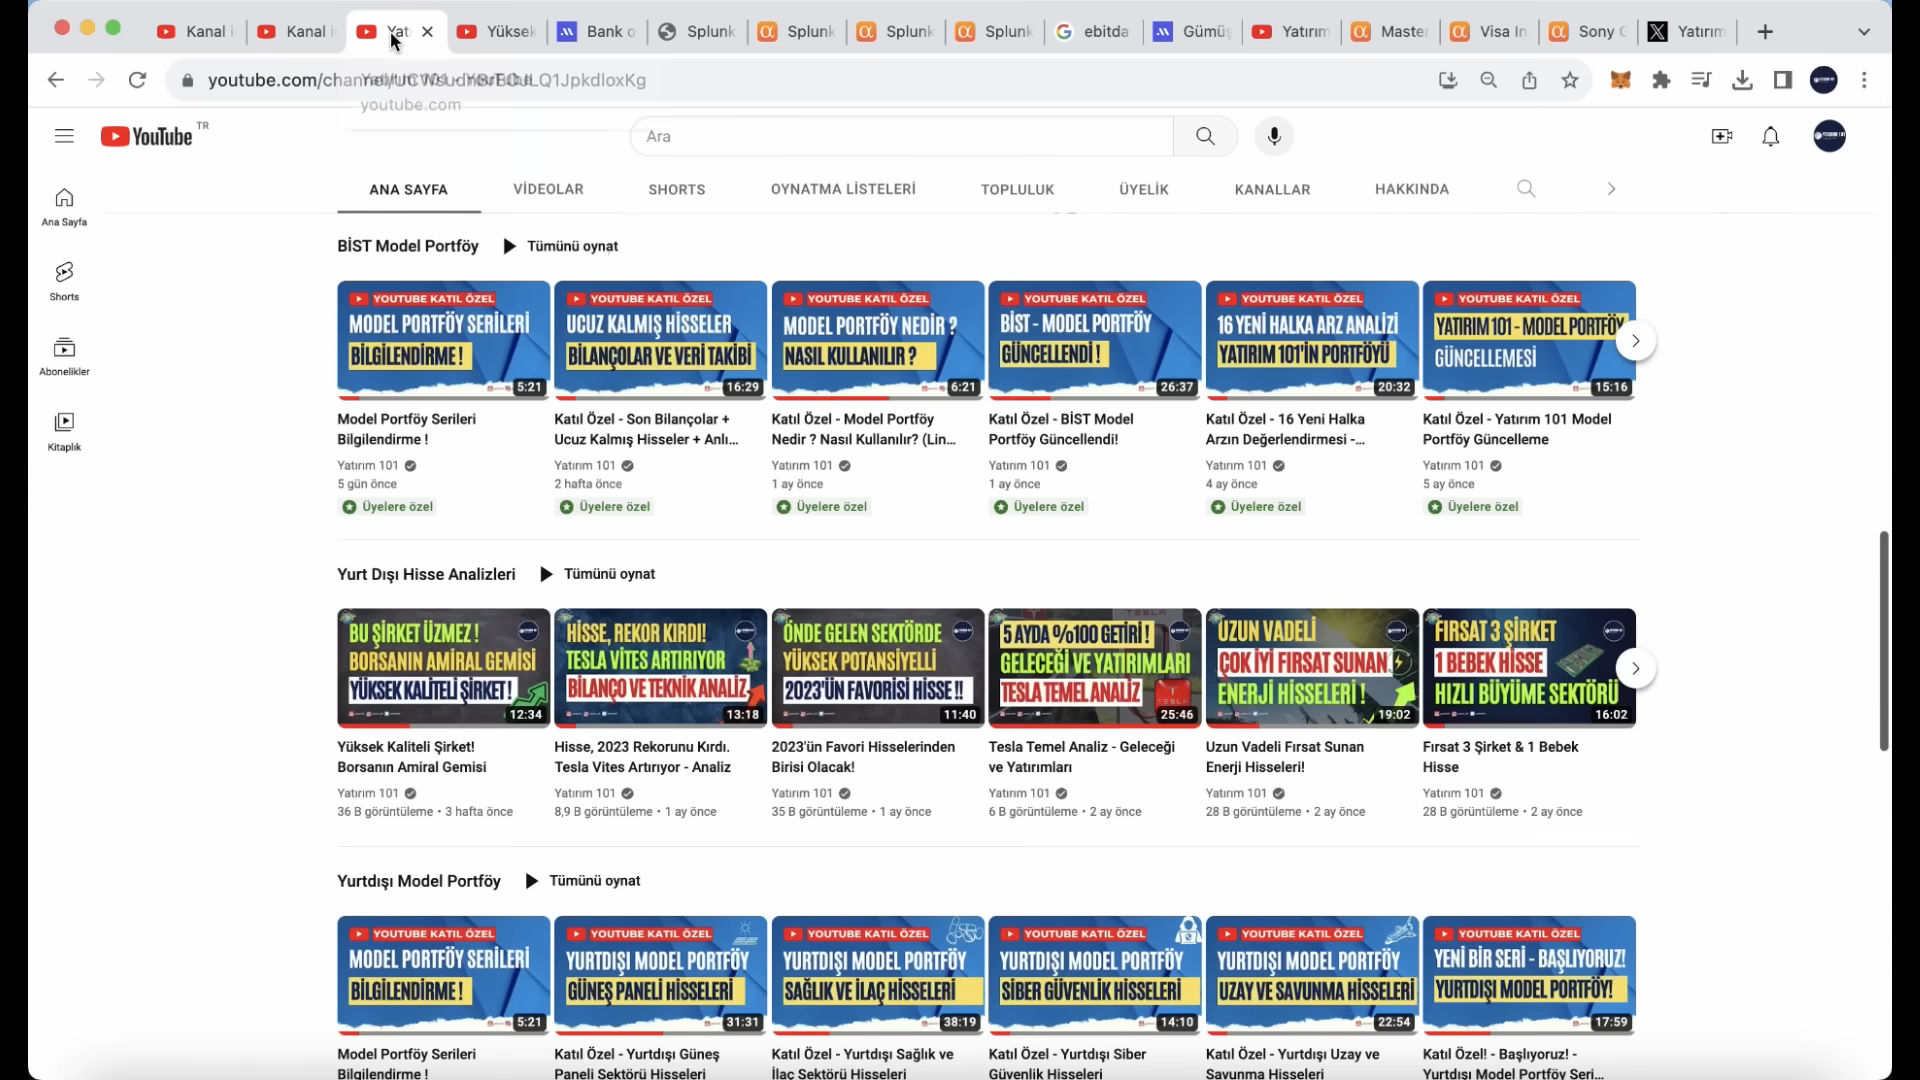 Kanal i
Kanal i
Yat
Yüksek
Bank o
Splunk
Splunk
Splunk
Splunk
ebitda
Gümüş
Yatırım
Master
Visa In
Sony G
Yatırım
youtube.com
YouTube TR
Ara
ANA SAYFA
VİDEOLAR
SHORTS
OYNATMA LİSTELERİ
TOPLULUK
ÜYELİK
KANALLAR
HAKKINDA
Ana Sayfa
Shorts
Abonelikler
Kitaplık
BİST Model Portföy
Tümünü oynat
YOUTUBE KATIL ÖZEL
MODEL PORTFÖY SERİLERİ
BİLGİLENDİRME !
5:21
YOUTUBE KATIL ÖZEL
UCUZ KALMIŞ HİSSELER
BİLANÇOLAR VE VERİ TAKİBİ
16:29
YOUTUBE KATIL ÖZEL
MODEL PORTFÖY NEDİR ?
NASIL KULLANILIR ?
6:21
YOUTUBE KATIL ÖZEL
BİST - MODEL PORTFÖY
GÜNCELLENDİ !
26:37
YOUTUBE KATIL ÖZEL
16 YENİ HALKA ARZ ANALİZİ
YATIRIM 101'İN PORTFÖYÜ
20:32
YOUTUBE KATIL ÖZEL
YATIRIM 101 - MODEL PORTFÖY
GÜNCELLEMESİ
15:16
Model Portföy Serileri
Bilgilendirme !
Yatırım 101
5 gün önce
Üyelere özel
Katıl Özel - Son Bilançolar +
Ucuz Kalmış Hisseler + Anlı...
Yatırım 101
2 hafta önce
Üyelere özel
Katıl Özel - Model Portföy
Nedir ? Nasıl Kullanılır? (Lin...
Yatırım 101
1 ay önce
Üyelere özel
Katıl Özel - BİST Model
Portföy Güncellendi!
Yatırım 101
1 ay önce
Üyelere özel
Katıl Özel - 16 Yeni Halka
Arzın Değerlendirmesi -...
Yatırım 101
4 ay önce
Üyelere özel
Katıl Özel - Yatırım 101 Model
Portföy Güncelleme
Yatırım 101
5 ay önce
Üyelere özel
Yurt Dışı Hisse Analizleri
Tümünü oynat
BU ŞİRKET ÜZMEZ !
BORSANIN AMİRAL GEMİSİ
YÜKSEK KALİTELİ ŞİRKET !
12:34
HİSSE, REKOR KIRDI!
TESLA VİTES ARTIRIYOR
BİLANÇO VE TEKNİK ANALİZ
13:18
ÖNDE GELEN SEKTÖRDE
YÜKSEK POTANSİYELLİ
2023'ÜN FAVORİSİ HİSSE !!
11:40
5 AYDA %100 GETİRİ !
GELECEĞİ VE YATIRIMLARI
TESLA TEMEL ANALİZ
25:46
UZUN VADELİ
ÇOK İYİ FIRSAT SUNAN
ENERJİ HİSSELERİ !
19:02
FIRSAT 3 ŞİRKET
1 BEBEK HİSSE
HIZLI BÜYÜME SEKTÖRÜ
16:02
Yüksek Kaliteli Şirket!
Borsanın Amiral Gemisi
Yatırım 101
36 B görüntüleme • 3 hafta önce
Hisse, 2023 Rekorunu Kırdı.
Tesla Vites Artırıyor - Analiz
Yatırım 101
8,9 B görüntüleme • 1 ay önce
2023'ün Favori Hisselerinden
Birisi Olacak!
Yatırım 101
35 B görüntüleme • 1 ay önce
Tesla Temel Analiz - Geleceği
ve Yatırımları
Yatırım 101
6 B görüntüleme • 2 ay önce
Uzun Vadeli Fırsat Sunan
Enerji Hisseleri!
Yatırım 101
28 B görüntüleme • 2 ay önce
Fırsat 3 Şirket & 1 Bebek
Hisse
Yatırım 101
28 B görüntüleme • 2 ay önce
Yurtdışı Model Portföy
Tümünü oynat
YOUTUBE KATIL ÖZEL
MODEL PORTFÖY SERİLERİ
BİLGİLENDİRME !
5:21
YOUTUBE KATIL ÖZEL
YURTDIŞI MODEL PORTFÖY
GÜNEŞ PANELİ HİSSELERİ
31:31
YOUTUBE KATIL ÖZEL
YURTDIŞI MODEL PORTFÖY
SAĞLIK VE İLAÇ HİSSELERİ
38:19
YOUTUBE KATIL ÖZEL
YURTDIŞI MODEL PORTFÖY
SİBER GÜVENLİK HİSSELERİ
14:10
YOUTUBE KATIL ÖZEL
YURTDIŞI MODEL PORTFÖY
UZAY VE SAVUNMA HİSSELERİ
22:54
YOUTUBE KATIL ÖZEL
YENİ BİR SERİ - BAŞLIYORUZ!
YURTDIŞI MODEL PORTFÖY!
17:59
Model Portföy Serileri
Bilgilendirme !
Katıl Özel - Yurtdışı Güneş
Paneli Sektörü Hisseleri
Katıl Özel - Yurtdışı Sağlık ve
İlaç Sektörü Hisseleri
Katıl Özel - Yurtdışı Siber
Güvenlik Hisseleri
Katıl Özel - Yurtdışı Uzay ve
Savunma Hisseleri
Katıl Özel! - Başlıyoruz! -
Yurtdışı Model Portföy Seri...